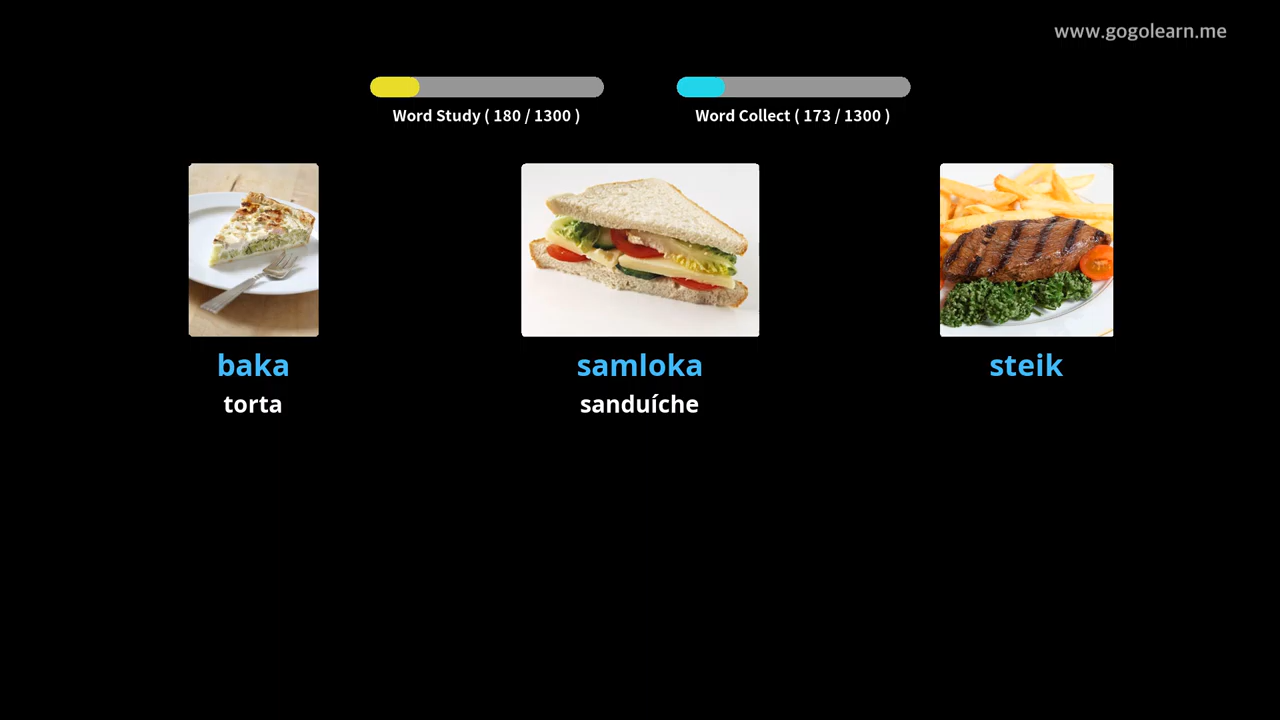 www.gogolearn.me
Word Study ( 180 / 1300 )
Word Collect ( 173 / 1300 )
baka
samloka
steik
torta
sanduíche